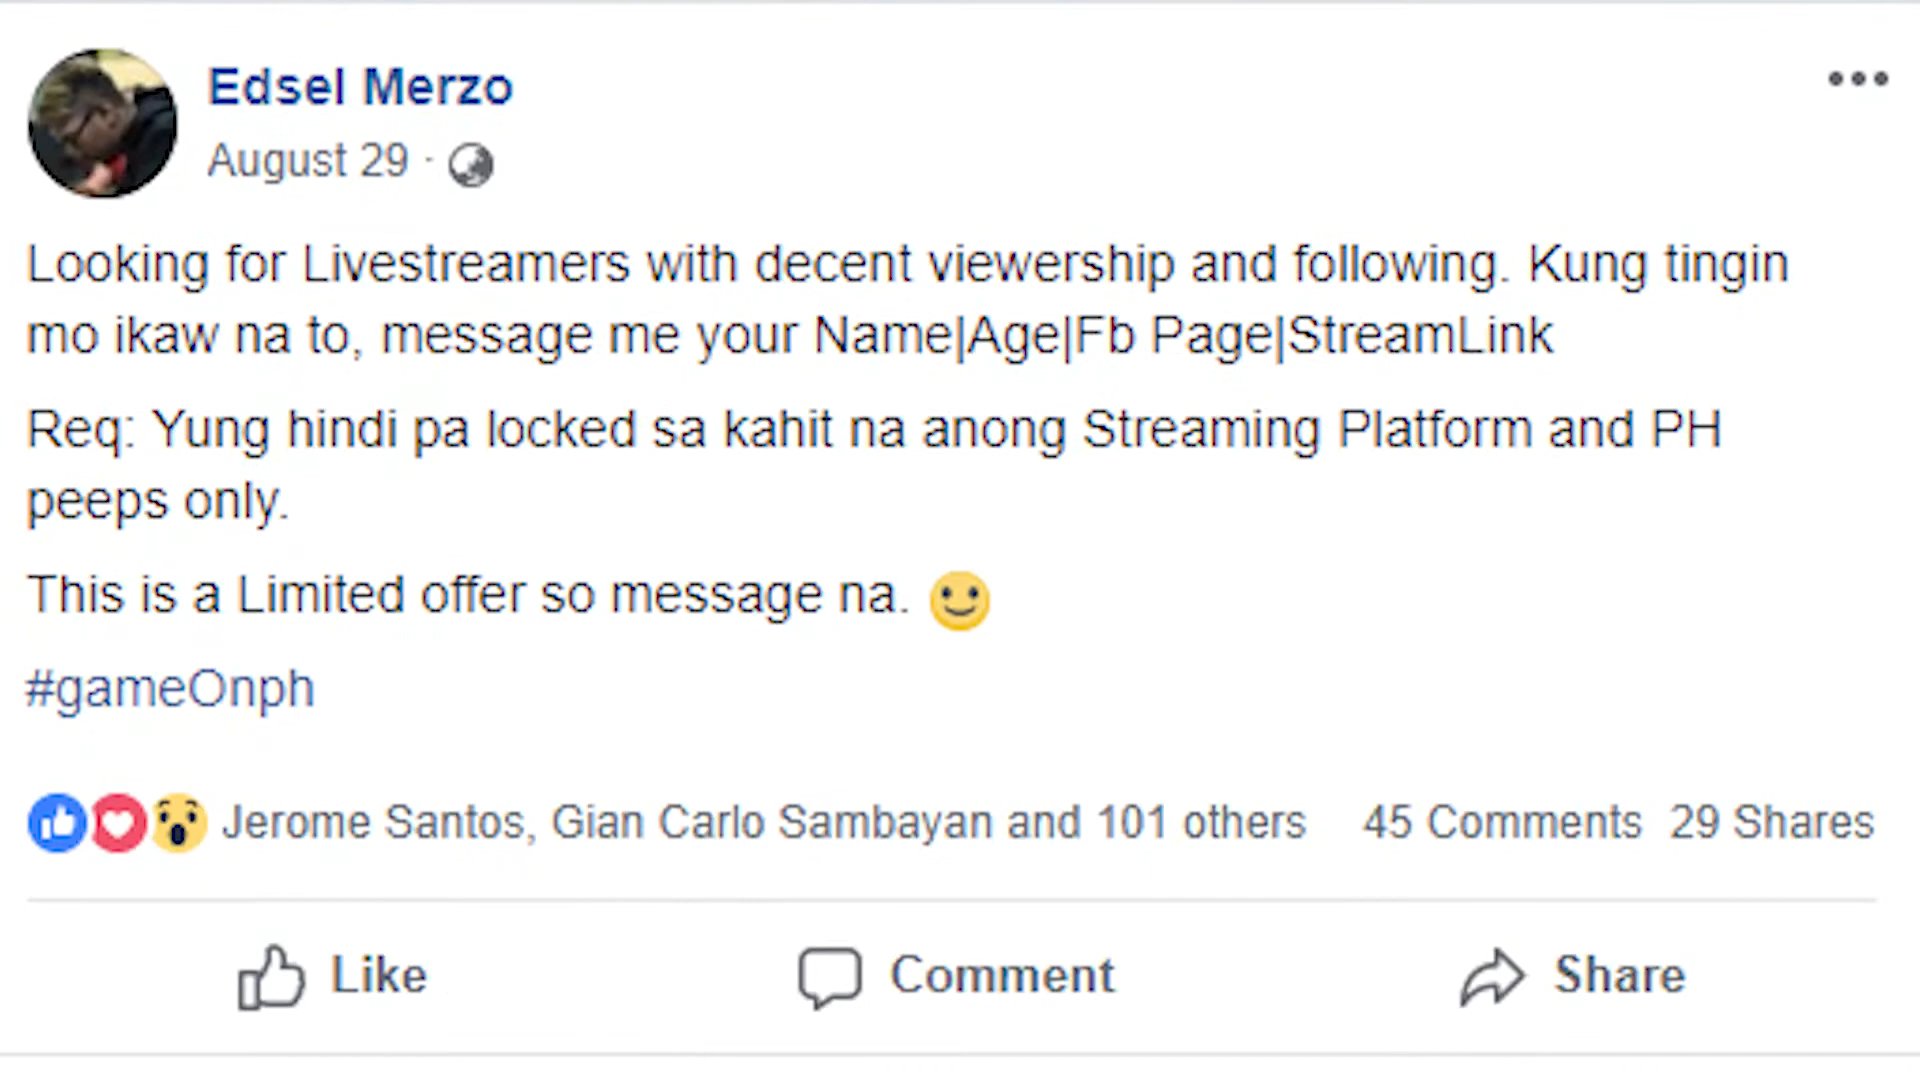 Edsel Merzo
August 29 ·
Looking for Livestreamers with decent viewership and following. Kung tingin
mo ikaw na to, message me your Name|Age|Fb Page|StreamLink
Req: Yung hindi pa locked sa kahit na anong Streaming Platform and PH
peeps only.
This is a Limited offer so message na. 🙂
#gameOnph
Jerome Santos, Gian Carlo Sambayan and 101 others 45 Comments 29 Shares
Like Comment Share